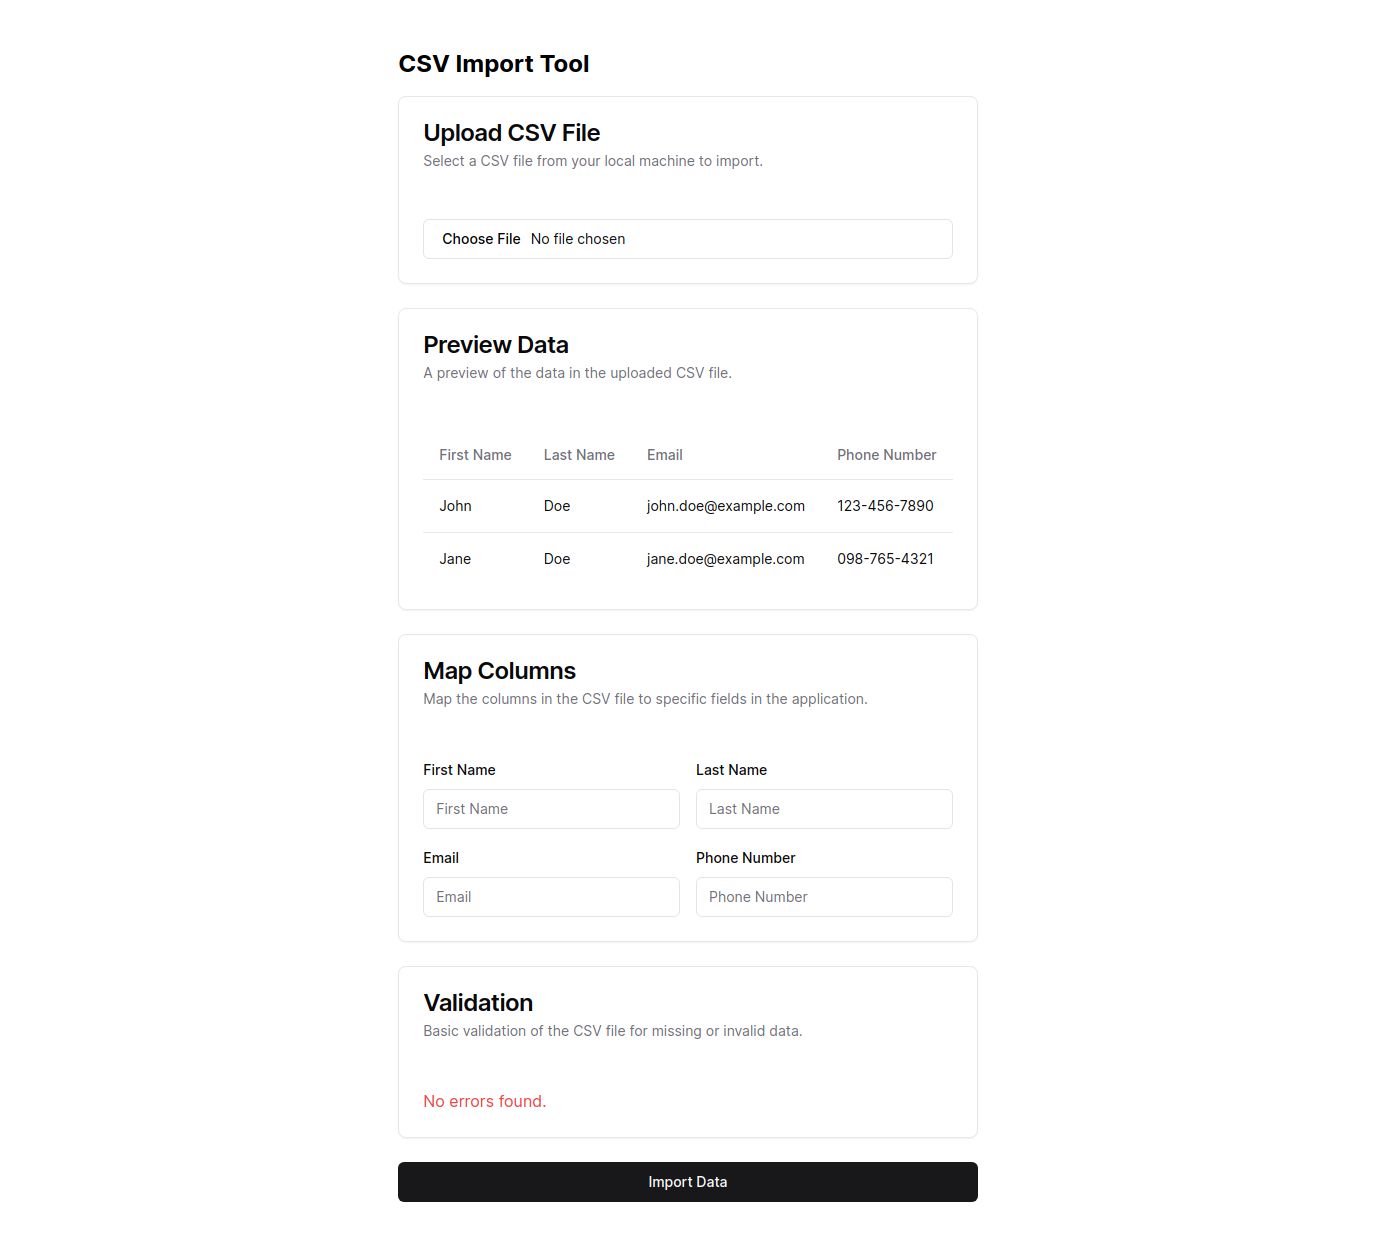 CSV Import Tool
Upload CSV File
Select a CSV file from your local machine to import.
Choose File No file chosen
Preview Data
A preview of the data in the uploaded CSV file.
First Name Last Name Email Phone Number
John Doe john.doe@example.com 123-456-7890
Jane Doe jane.doe@example.com 098-765-4321
Map Columns
Map the columns in the CSV file to specific fields in the application.
First Name Last Name
First Name Last Name
Email Phone Number
Email Phone Number
Validation
Basic validation of the CSV file for missing or invalid data.
No errors found.
Import Data